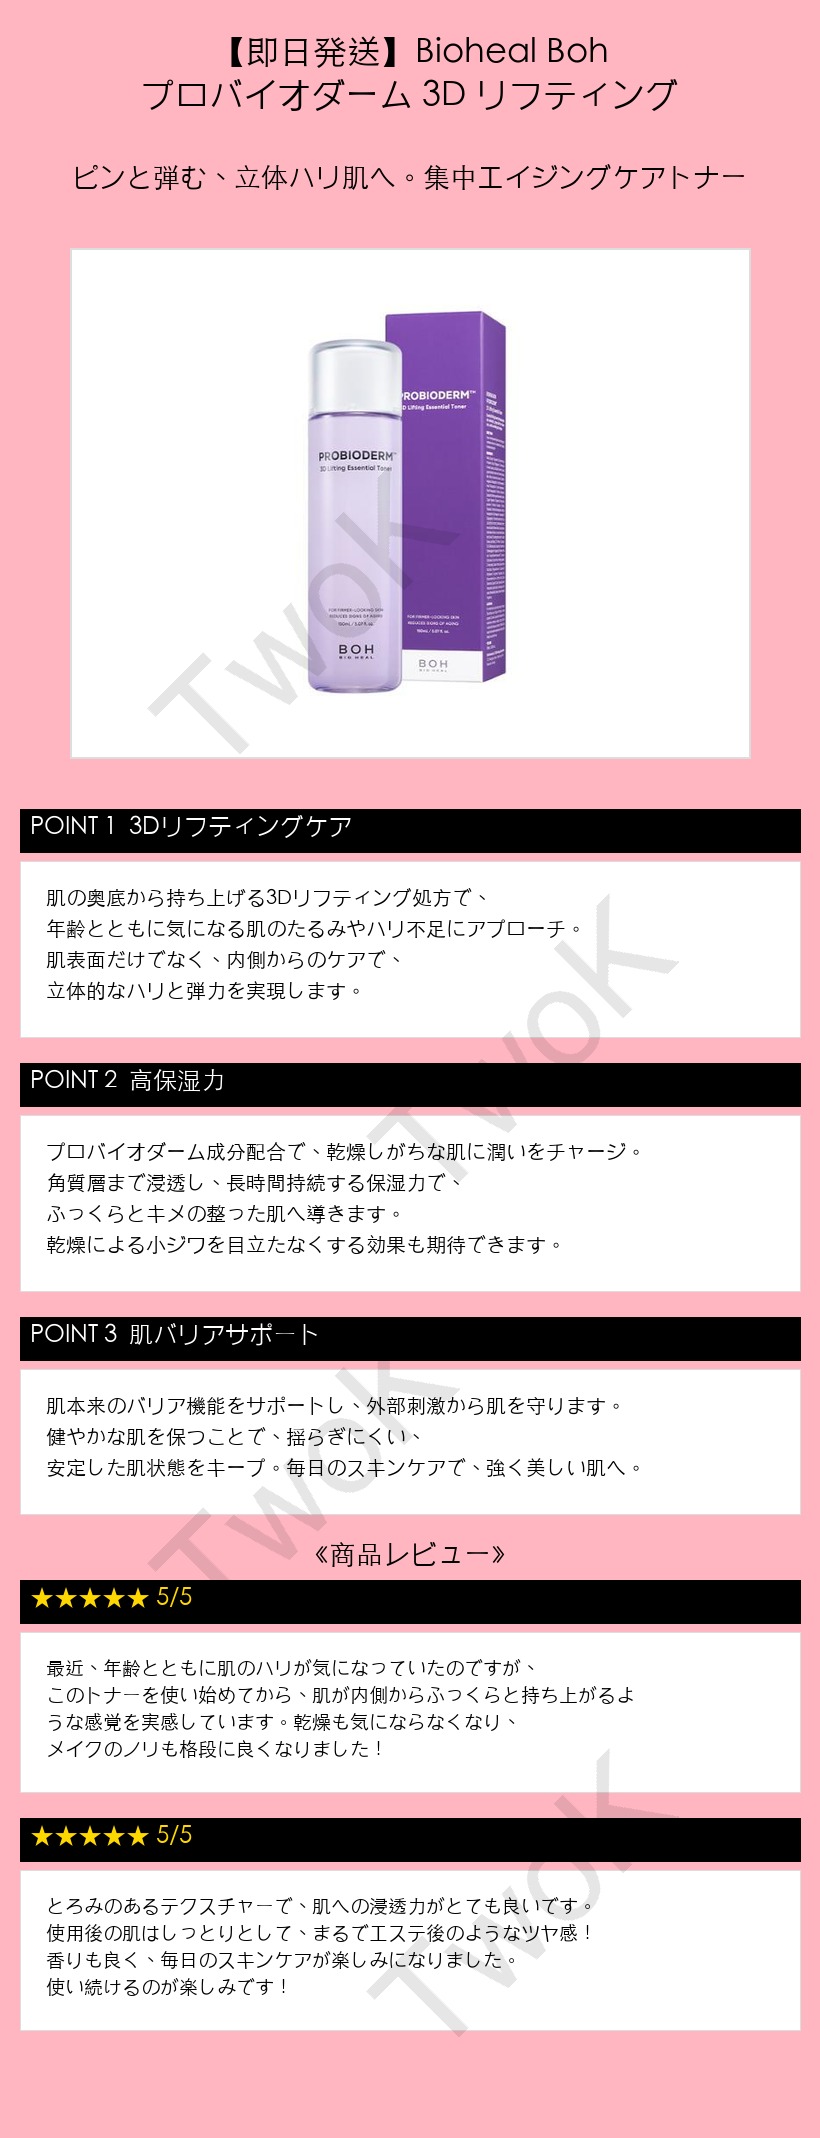 【即日発送】Bioheal Boh
プロバイオダーム 3D リフティング
ピンと弾む、立体ハリ肌へ。集中エイジングケアトナー
PROBIODERM™
3D Lifting Essential Toner
PROBIODERM™
3D Lifting Essential Toner
FOR FIRMER-LOOKING SKIN
REDUCES SIGNS OF AGING
150mL / 5.07 fl. oz.
BOH
BIO HEAL
FOR FIRMER-LOOKING SKIN
REDUCES SIGNS OF AGING
150mL / 5.07 fl. oz.
BOH
BIO HEAL
TwoK
POINT 1 3Dリフティングケア
肌の奥底から持ち上げる3Dリフティング処方で、
年齢とともに気になる肌のたるみやハリ不足にアプローチ。
肌表面だけでなく、内側からのケアで、
立体的なハリと弾力を実現します。
TwoK
POINT 2 高保湿力
プロバイオダーム成分配合で、乾燥しがちな肌に潤いをチャージ。
角質層まで浸透し、長時間持続する保湿力で、
ふっくらとキメの整った肌へ導きます。
乾燥による小ジワを目立たなくする効果も期待できます。
POINT 3 肌バリアサポート
肌本来のバリア機能をサポートし、外部刺激から肌を守ります。
健やかな肌を保つことで、揺らぎにくい、
安定した肌状態をキープ。毎日のスキンケアで、強く美しい肌へ。
TwoK
《商品レビュー》
★★★★★ 5/5
最近、年齢とともに肌のハリが気になっていたのですが、
このトナーを使い始めてから、肌が内側からふっくらと持ち上がるよ
うな感覚を実感しています。乾燥も気にならなくなり、
メイクのノリも格段に良くなりました！
★★★★★ 5/5
とろみのあるテクスチャーで、肌への浸透力がとても良いです。
使用後の肌はしっとりとして、まるでエステ後のようなツヤ感！
香りも良く、毎日のスキンケアが楽しみになりました。
使い続けるのが楽しみです！
TwoK